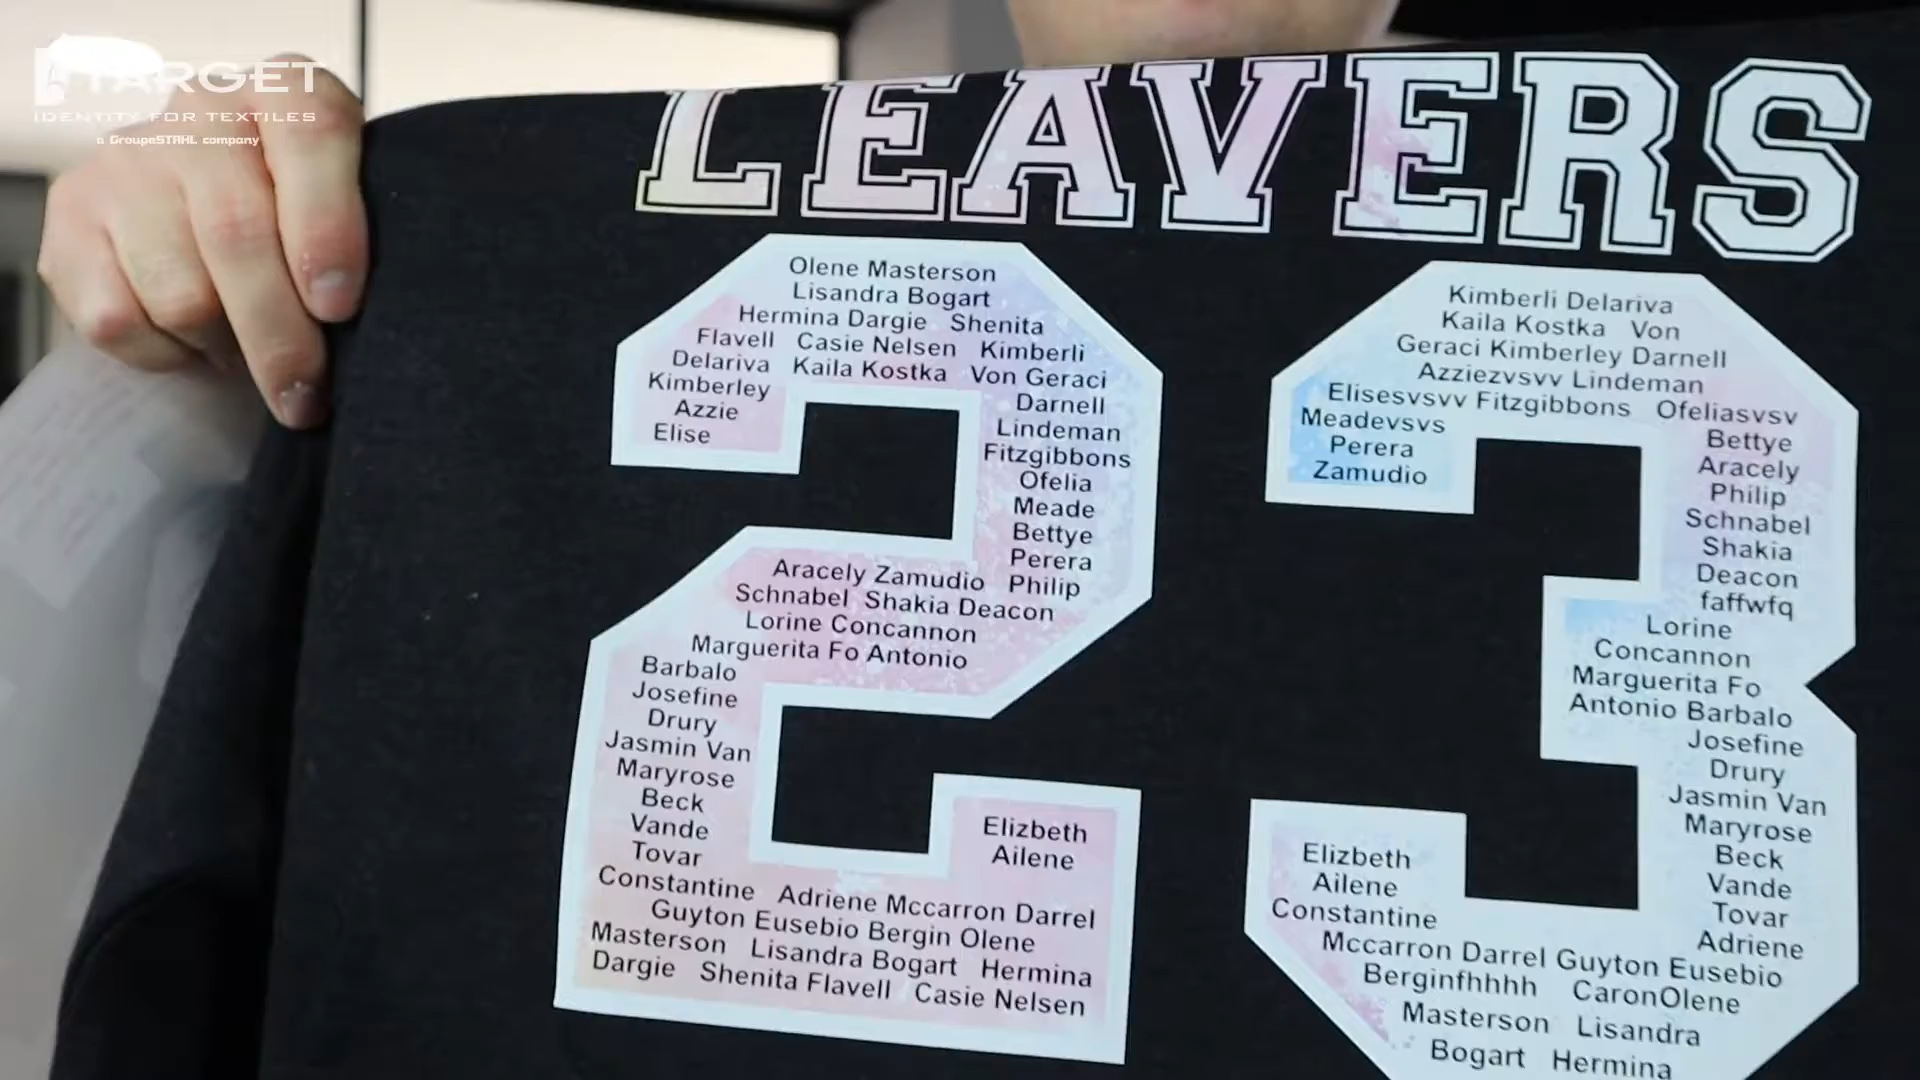 TARGET
IDENTITY FOR TEXTILES
a GroupeSTAHL company
LEAVERS
Olene Masterson
Lisandra Bogart
Hermina Dargie Shenita
Flavell Casie Nelsen Kimberli
Delariva Kaila Kostka Von Geraci
Kimberley Darnell
Azzie Lindeman
Elise Fitzgibbons
Ofelia
Meade
Bettye
Perera
Aracely Zamudio Philip
Schnabel Shakia Deacon
Lorine Concannon
Marguerita Fo Antonio
Barbalo
Josefine
Drury
Jasmin Van
Maryrose
Beck
Vande
Tovar
Elizbeth
Ailene
Constantine Adriene Mccarron Darrel
Guyton Eusebio Bergin Olene
Masterson Lisandra Bogart Hermina
Dargie Shenita Flavell Casie Nelsen
Kimberli Delariva
Kaila Kostka Von
Geraci Kimberley Darnell
Azziezvsvv Lindeman
Elisesvsvv Fitzgibbons Ofeliasvsv
Meadevsvs Bettye
Perera Aracely
Zamudio Philip
Schnabel
Shakia
Deacon
faffwfq
Lorine
Concannon
Marguerita Fo
Antonio Barbalo
Josefine
Drury
Jasmin Van
Maryrose
Beck
Vande
Tovar
Elizbeth
Ailene
Constantine Adriene
Mccarron Darrel Guyton Eusebio
Berginfhhhh CaronOlene
Masterson Lisandra
Bogart Hermina